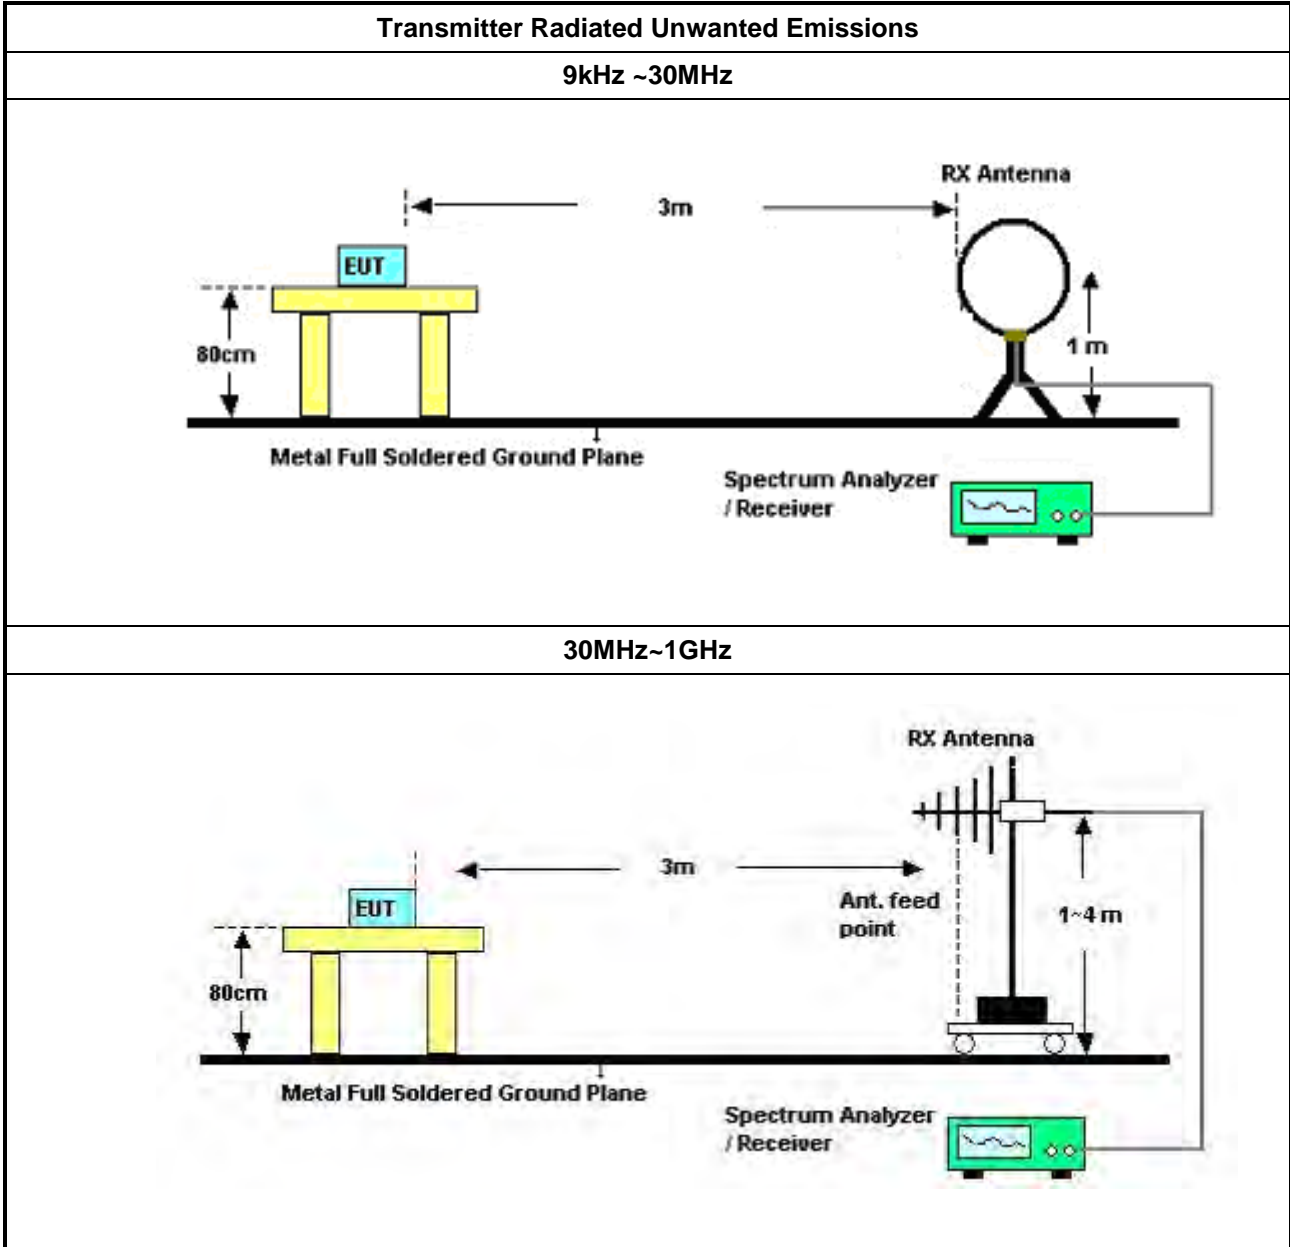 Transmitter Radiated Unwanted Emissions
9kHz ~30MHz
RX Antenna
3m
EUT
80cm
1 m
Metal Full Soldered Ground Plane
Spectrum Analyzer
/ Receiver
30MHz~1GHz
RX Antenna
3m
Ant. feed
point
1~4 m
EUT
80cm
Metal Full Soldered Ground Plane
Spectrum Analyzer
/ Receiver